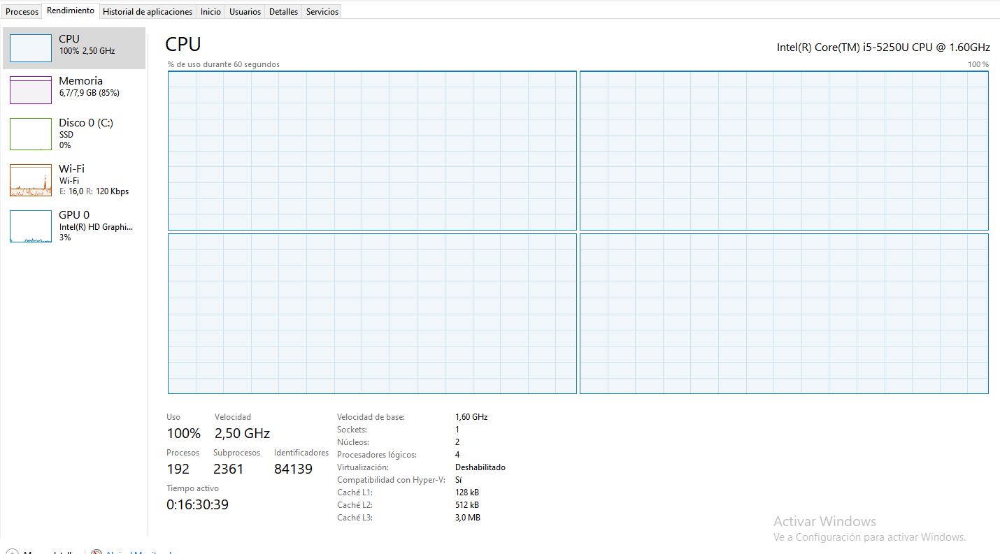 Procesos Rendimiento Historial de aplicaciones Inicio Usuarios Detalles Servicios
CPU
100% 2,50 GHz
Memoria
6,7/7,9 GB (85%)
Disco 0 (C:)
SSD
0%
Wi-Fi
Wi-Fi
E: 16,0 R: 120 Kbps
GPU 0
Intel(R) HD Graphi...
3%
CPU
Intel(R) Core(TM) i5-5250U CPU @ 1.60GHz
% de uso durante 60 segundos
100 %
Uso Velocidad
100% 2,50 GHz
Procesos Subprocesos Identificadores
192 2361 84139
Tiempo activo
0:16:30:39
Velocidad de base: 1,60 GHz
Sockets: 1
Núcleos: 2
Procesadores lógicos: 4
Virtualización: Deshabilitado
Compatibilidad con Hyper-V: Sí
Caché L1: 128 kB
Caché L2: 512 kB
Caché L3: 3,0 MB
Activar Windows
Ve a Configuración para activar Windows.